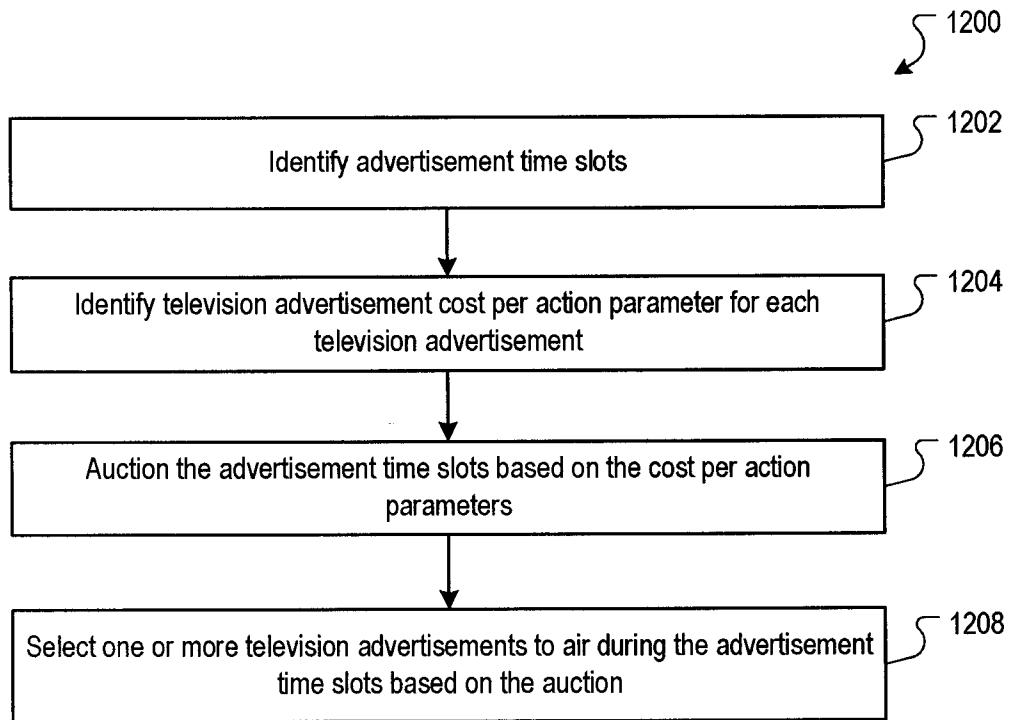 1200
1202
Identify advertisement time slots
1204
Identify television advertisement cost per action parameter for each
television advertisement
1206
Auction the advertisement time slots based on the cost per action
parameters
1208
Select one or more television advertisements to air during the advertisement
time slots based on the auction